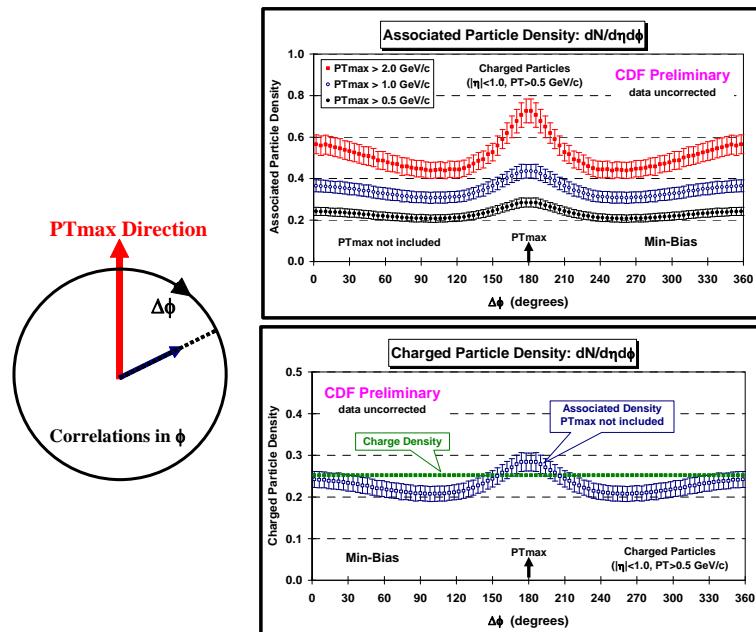 PTmax Direction
Δϕ
Correlations in ϕ
Associated Particle Density: dN/dηdϕ
1.0
0.8
0.6
0.4
0.2
0.0
Associated Particle Density
PTmax > 2.0 GeV/c
PTmax > 1.0 GeV/c
PTmax > 0.5 GeV/c
Charged Particles
(|η|<1.0, PT>0.5 GeV/c)
CDF Preliminary
data uncorrected
PTmax not included
PTmax
Min-Bias
0 30 60 90 120 150 180 210 240 270 300 330 360
Δϕ (degrees)
Charged Particle Density: dN/dηdϕ
0.5
0.4
0.3
0.2
0.1
0.0
Charged Particle Density
CDF Preliminary
data uncorrected
Charge Density
Associated Density
PTmax not included
Min-Bias
PTmax
Charged Particles
(|η|<1.0, PT>0.5 GeV/c)
0 30 60 90 120 150 180 210 240 270 300 330 360
Δϕ (degrees)